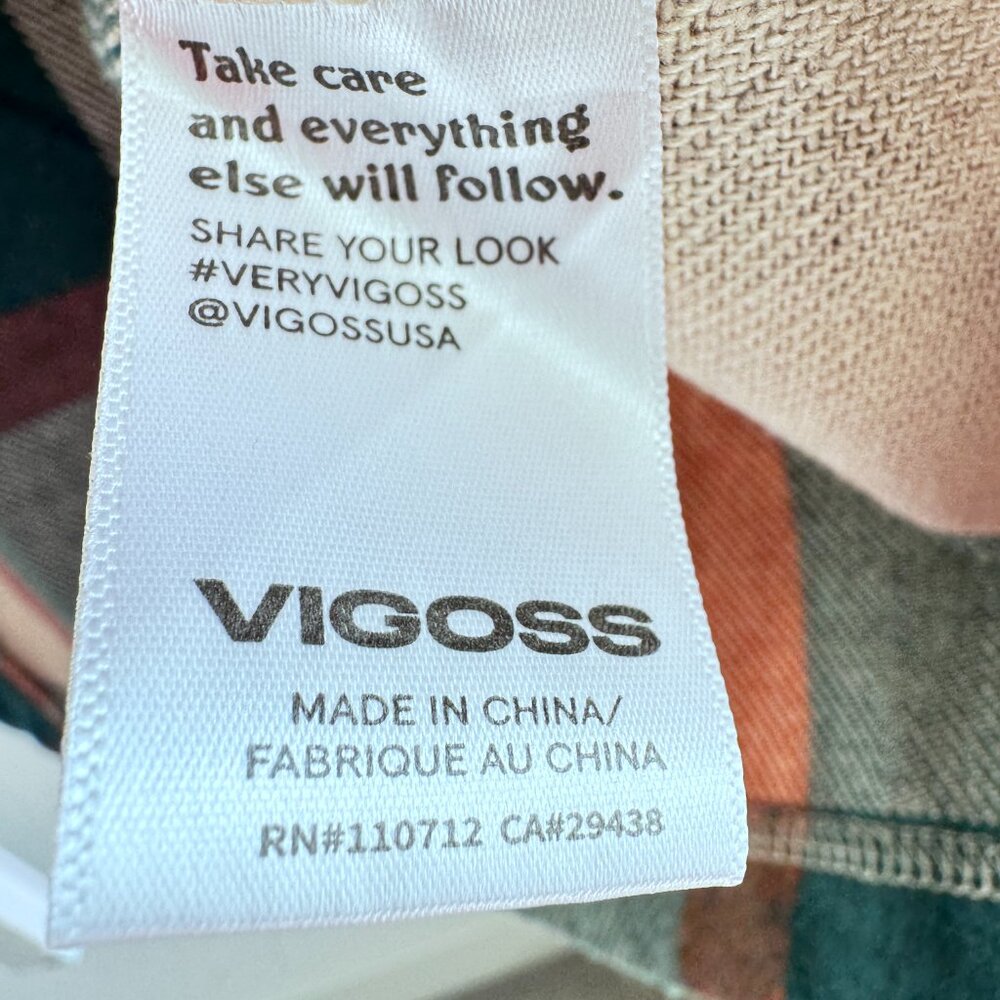 Take care
and everything
else will follow.
SHARE YOUR LOOK
#VERYVIGOSS
@VIGOSSUSA
VIGOSS
MADE IN CHINA/
FABRIQUE AU CHINA
RN#110712 CA#29438